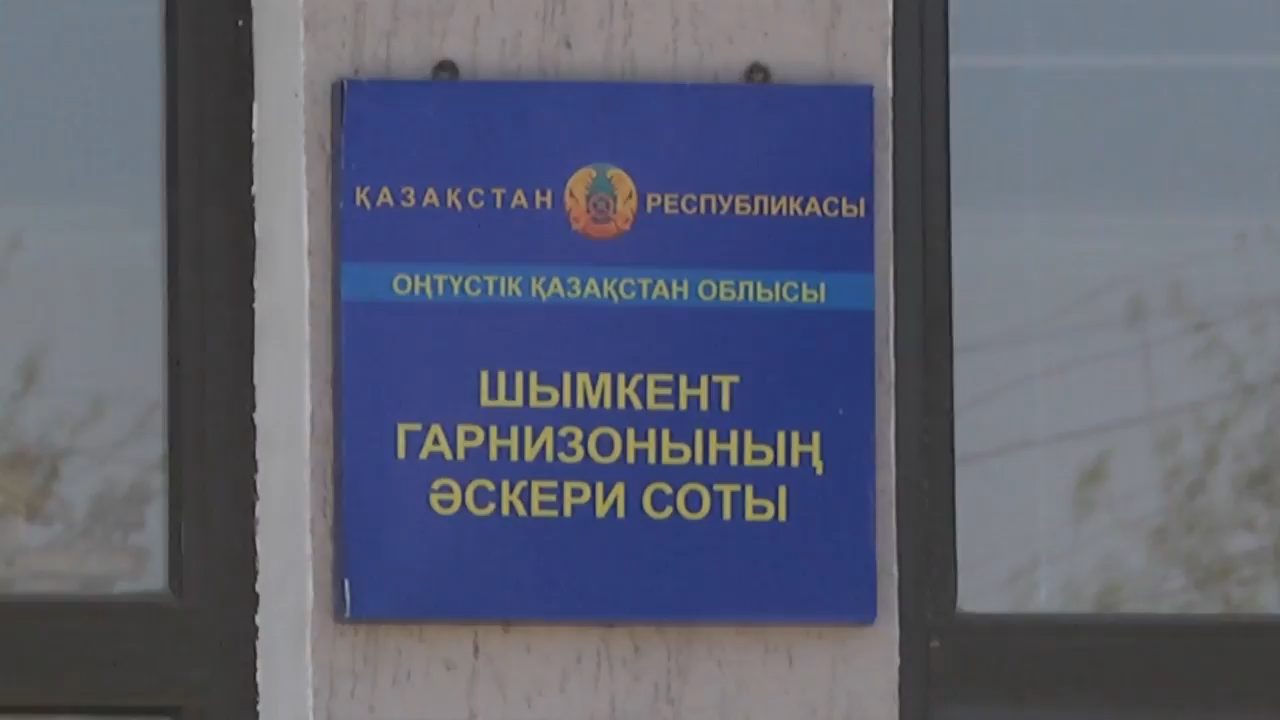 ҚАЗАҚСТАН РЕСПУБЛИКАСЫ
ОҢТҮСТІК ҚАЗАҚСТАН ОБЛЫСЫ
ШЫМКЕНТ
ГАРНИЗОНЫНЫҢ
ӘСКЕРИ СОТЫ